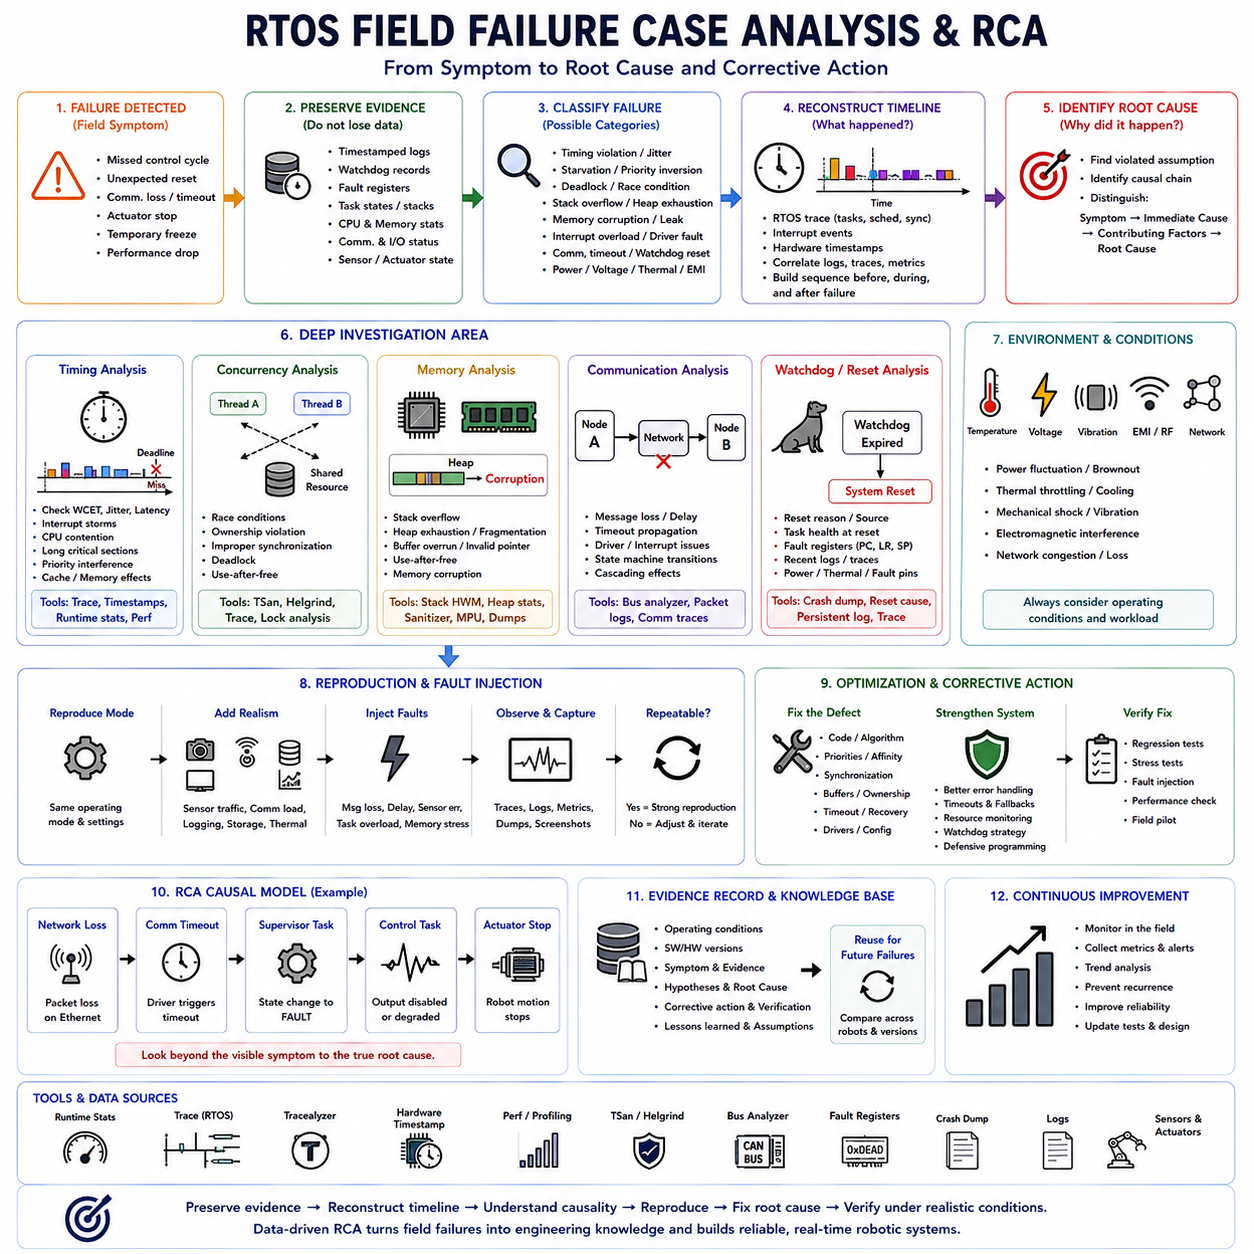 RTOS FIELD FAILURE CASE ANALYSIS & RCA
From Symptom to Root Cause and Corrective Action
1. FAILURE DETECTED
(Field Symptom)
• Missed control cycle
• Unexpected reset
• Comm. loss / timeout
• Actuator stop
• Temporary freeze
• Performance drop
2. PRESERVE EVIDENCE
(Do not lose data)
• Timestamped logs
• Watchdog records
• Fault registers
• Task states / stacks
• CPU & Memory stats
• Comm. & I/O status
• Sensor / Actuator state
3. CLASSIFY FAILURE
(Possible Categories)
• Timing violation / Jitter
• Starvation / Priority inversion
• Deadlock / Race condition
• Stack overflow / Heap exhaustion
• Memory corruption / Leak
• Interrupt overload / Driver fault
• Comm, timeout / Watchdog reset
• Power / Voltage / Thermal / EMI
4. RECONSTRUCT TIMELINE
(What happened?)
Time
• RTOS trace (tasks, sched, sync)
• Interrupt events
• Hardware timestamps
• Correlate logs, traces, metrics
• Build sequence before, during,
and after failure
5. IDENTIFY ROOT CAUSE
(Why did it happen?)
• Find violated assumption
• Identify causal chain
• Distinguish:
Symptom → Immediate Cause
→ Contributing Factors →
Root Cause
6. DEEP INVESTIGATION AREA
Timing Analysis
Deadline
Miss
• Check WCET, Jitter, Latency
• Interrupt storms
• CPU contention
• Long critical sections
• Priority interference
• Cache / Memory effects
Tools: Trace, Timestamps,
Runtime stats, Perf
Concurrency Analysis
Thread A
Thread B
Shared
Resource
• Race conditions
• Ownership violation
• Improper synchronization
• Deadlock
• Use-after-free
Tools: TSan, Helgrind,
Trace, Lock analysis
Memory Analysis
Heap
Corruption
• Stack overflow
• Heap exhaustion / Fragmentation
• Buffer overrun / Invalid pointer
• Use-after-free
• Memory corruption
Tools: Stack HWM, Heap stats,
Sanitizer, MPU, Dumps
Communication Analysis
Node
A
Network
Node
B
• Message loss / Delay
• Timeout propagation
• Driver / Interrupt issues
• State machine transitions
• Cascading effects
Tools: Bus analyzer, Packet
logs, Comm traces
Watchdog / Reset Analysis
Watchdog
Expired
System Reset
• Reset reason / Source
• Task health at reset
• Fault registers (PC, LR, SP)
• Recent logs / traces
• Power / Thermal / Fault pins
Tools: Crash dump, Reset cause,
Persistent log, Trace
7. ENVIRONMENT & CONDITIONS
Temperature
Voltage
Vibration
EMI / RF
Network
• Power fluctuation / Brownout
• Thermal throttling / Cooling
• Mechanical shock / Vibration
• Electromagnetic interference
• Network congestion / Loss
Always consider operating
conditions and workload
8. REPRODUCTION & FAULT INJECTION
Reproduce Mode
Same operating
mode & settings
Add Realism
Sensor traffic, Comm load,
Logging, Storage, Thermal
Inject Faults
Msg loss, Delay, Sensor err,
Task overload, Memory stress
Observe & Capture
Traces, Logs, Metrics,
Dumps, Screenshots
Repeatable?
Yes = Strong reproduction
No = Adjust & iterate
9. OPTIMIZATION & CORRECTIVE ACTION
Fix the Defect
• Code / Algorithm
• Priorities / Affinity
• Synchronization
• Buffers / Ownership
• Timeout / Recovery
• Drivers / Config
Strengthen System
• Better error handling
• Timeouts & Fallbacks
• Resource monitoring
• Watchdog strategy
• Defensive programming
Verify Fix
• Regression tests
• Stress tests
• Fault injection
• Performance check
• Field pilot
10. RCA CAUSAL MODEL (Example)
Network Loss
Packet loss
on Ethernet
Comm Timeout
Driver triggers
timeout
Supervisor Task
State change to
FAULT
Control Task
Output disabled
or degraded
Actuator Stop
Robot motion
stops
Look beyond the visible symptom to the true root cause.
11. EVIDENCE RECORD & KNOWLEDGE BASE
• Operating conditions
• SW/HW versions
• Symptom & Evidence
• Hypotheses & Root Cause
• Corrective action & Verification
• Lessons learned & Assumptions
Reuse for
Future Failures
Compare across
robots & versions
12. CONTINUOUS IMPROVEMENT
• Monitor in the field
• Collect metrics & alerts
• Trend analysis
• Prevent recurrence
• Improve reliability
• Update tests & design
TOOLS & DATA SOURCES
Runtime Stats
Trace (RTOS)
Tracealyzer
T
Hardware
Timestamp
Perf / Profiling
TSan / Helgrind
Bus Analyzer
CAN
BUS
Fault Registers
0xDEAD
Crash Dump
Logs
Sensors &
Actuators
Preserve evidence → Reconstruct timeline → Understand causality → Reproduce → Fix root cause → Verify under realistic conditions.
Data-driven RCA turns field failures into engineering knowledge and builds reliable, real-time robotic systems.